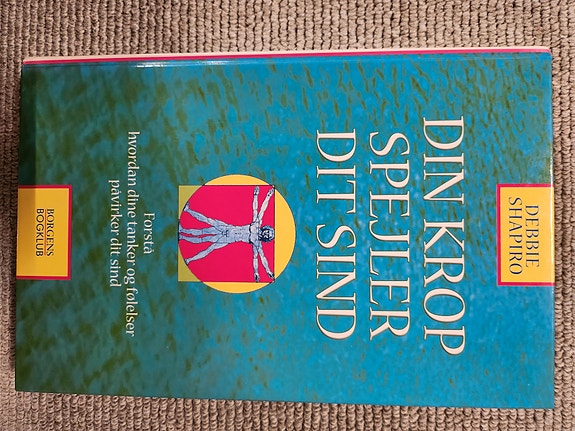 DEBBIE
SHAPIRO
DIN KROP
SPEJLER
DIT SIND
Forstå
hvordan dine tanker og følelser
påvirker dit sind
BORGENS
BOGKLUB